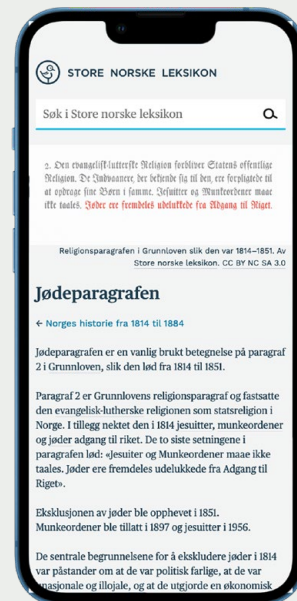 STORE NORSKE LEKSIKON
Søk i Store norske leksikon
2. Den evangelisk-lutterske Religion forbliver Statens offentlige
Religion. De Indvaanere, der bekiende sig til den, ere forpligtede til
at opdrage sine Børn i samme. Jesuitter og Munkeordener maae
ikke taales. Jøder ere fremdeles udelukkede fra Adgang til Riget.
Religionsparagrafen i Grunnloven slik den var 1814–1851. Av
Store norske leksikon. CC BY NC SA 3.0
Jødeparagrafen
← Norges historie fra 1814 til 1884
Jødeparagrafen er en vanlig brukt betegnelse på paragraf
2 i Grunnloven, slik den lød fra 1814 til 1851.
Paragraf 2 er Grunnlovens religionsparagraf og fastsatte
den evangelisk-lutherske religionen som statsreligion i
Norge. I tillegg nektet den i 1814 jesuitter, munkeordener
og jøder adgang til riket. De to siste setningene i
paragrafen lød: «Jesuiter og Munkeordener maae ikke
taales. Jøder ere fremdeles udelukkede fra Adgang til
Riget».
Eksklusjonen av jøder ble opphevet i 1851.
Munkeordener ble tillatt i 1897 og jesuitter i 1956.
De sentrale begrunnelsene for å ekskludere jøder i 1814
var påstander om at de var politisk farlige, at de var
unasjonale og illojale, og at de utgjorde en økonomisk